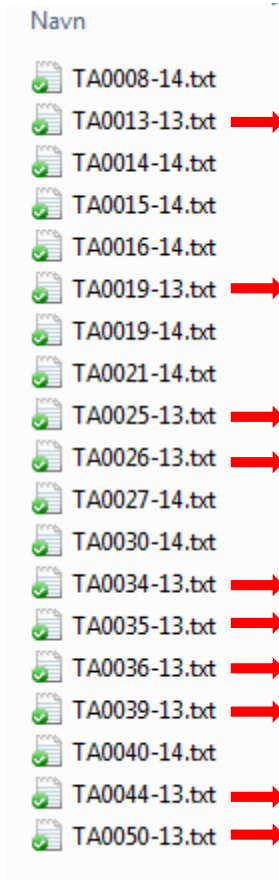 Navn
TA0008-14.txt
TA0013-13.txt
TA0014-14.txt
TA0015-14.txt
TA0016-14.txt
TA0019-13.txt
TA0019-14.txt
TA0021-14.txt
TA0025-13.txt
TA0026-13.txt
TA0027-14.txt
TA0030-14.txt
TA0034-13.txt
TA0035-13.txt
TA0036-13.txt
TA0039-13.txt
TA0040-14.txt
TA0044-13.txt
TA0050-13.txt